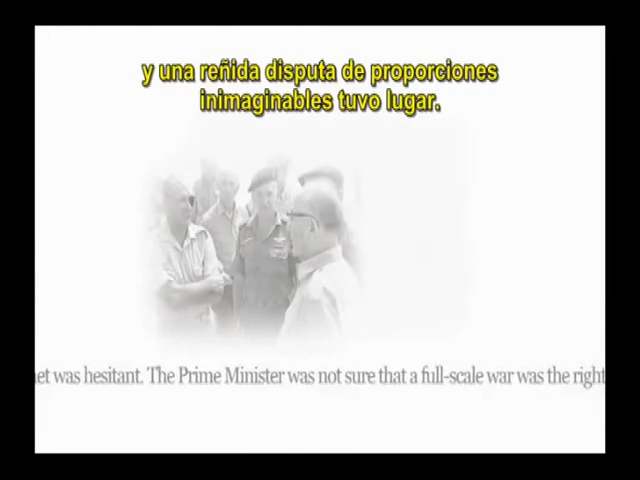 y una reñida disputa de proporciones
inimaginables tuvo lugar.
was hesitant. The Prime Minister was not sure that a full-scale war was the right